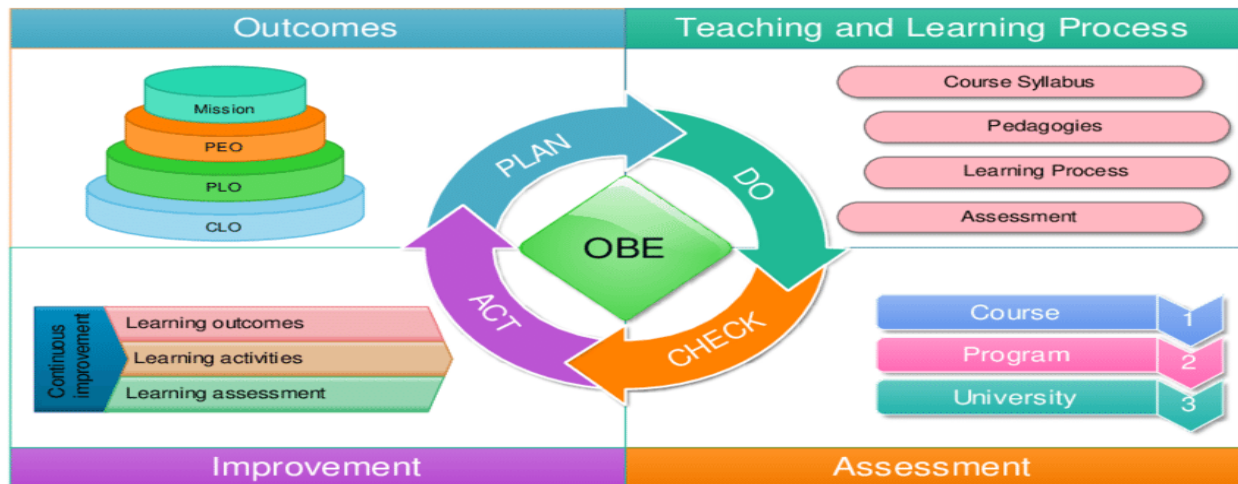 Outcomes
Teaching and Learning Process
Mission
PEO
PLO
CLO
Course Syllabus
Pedagogies
Learning Process
Assessment
PLAN
DO
OBE
ACT
CHECK
Continuous
improvement
Learning outcomes
Learning activities
Learning assessment
Course 1
Program 2
University 3
Improvement
Assessment